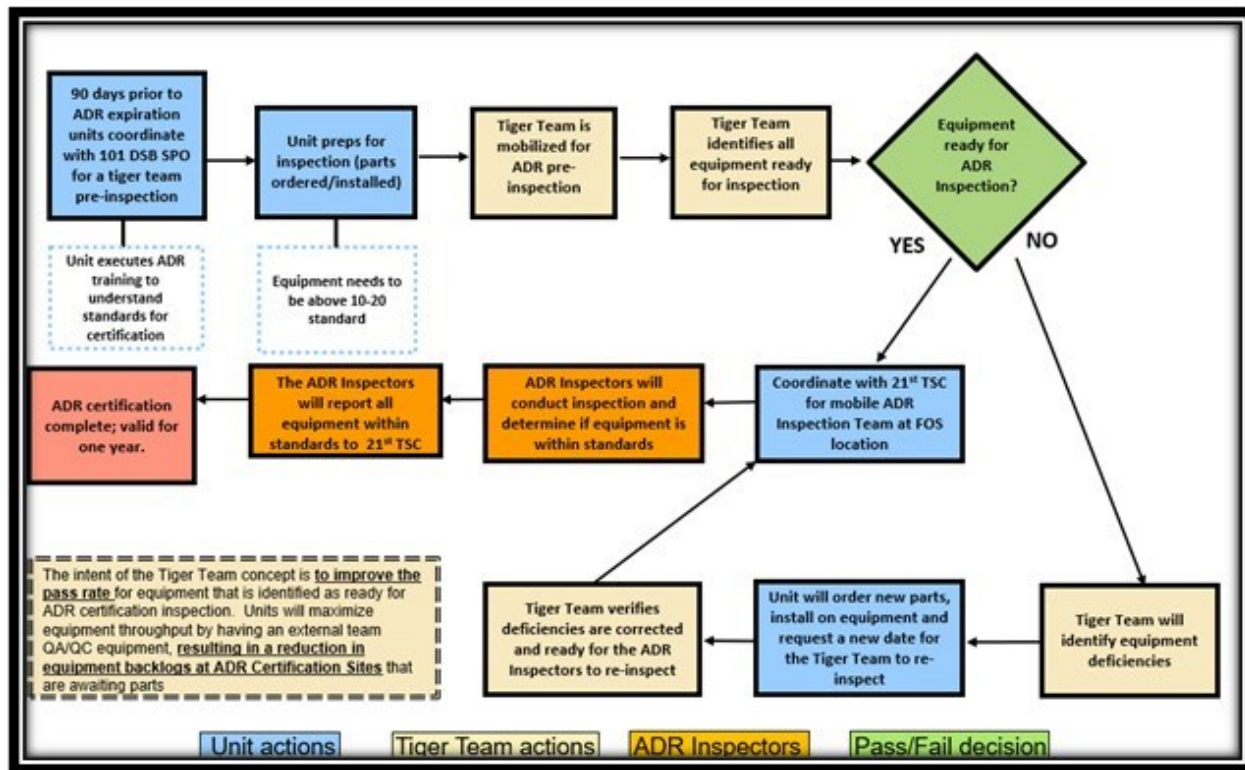 90 days prior to
ADR expiration
units coordinate
with 101 DSB SPO
for a tiger team
pre-inspection
Unit preps for
inspection (parts
ordered/installed)
Tiger Team is
mobilized for
ADR pre-
inspection
Tiger Team
identifies all
equipment ready
for inspection
Equipment
ready for
ADR
Inspection?
YES
NO
Unit executes ADR
training to
understand
standards for
certification
Equipment needs to
be above 10-20
standard
ADR certification
complete; valid for
one year.
The ADR Inspectors
will report all
equipment within
standards to 21st TSC
ADR Inspectors will
conduct inspection and
determine if equipment is
within standards
Coordinate with 21st TSC
for mobile ADR
Inspection Team at FOS
location
The intent of the Tiger Team concept is to improve the
pass rate for equipment that is identified as ready for
ADR certification inspection. Units will maximize
equipment throughput by having an external team
QA/QC equipment, resulting in a reduction in
equipment backlogs at ADR Certification Sites that
are awaiting parts
Tiger Team verifies
deficiencies are corrected
and ready for the ADR
Inspectors to re-inspect
Unit will order new parts,
install on equipment and
request a new date for
the Tiger Team to re-
inspect
Tiger Team will
identify equipment
deficiencies
Unit actions
Tiger Team actions
ADR Inspectors
Pass/Fail decision